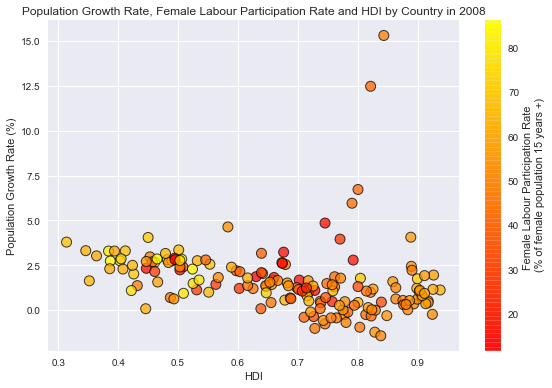 Population Growth Rate, Female Labour Participation Rate and HDI by Country in 2008
15.0
12.5
10.0
7.5
5.0
2.5
0.0
Population Growth Rate (%)
0.3 0.4 0.5 0.6 0.7 0.8 0.9
HDI
80
70
60
50
40
30
20
Female Labour Participation Rate
(% of female population 15 years +)